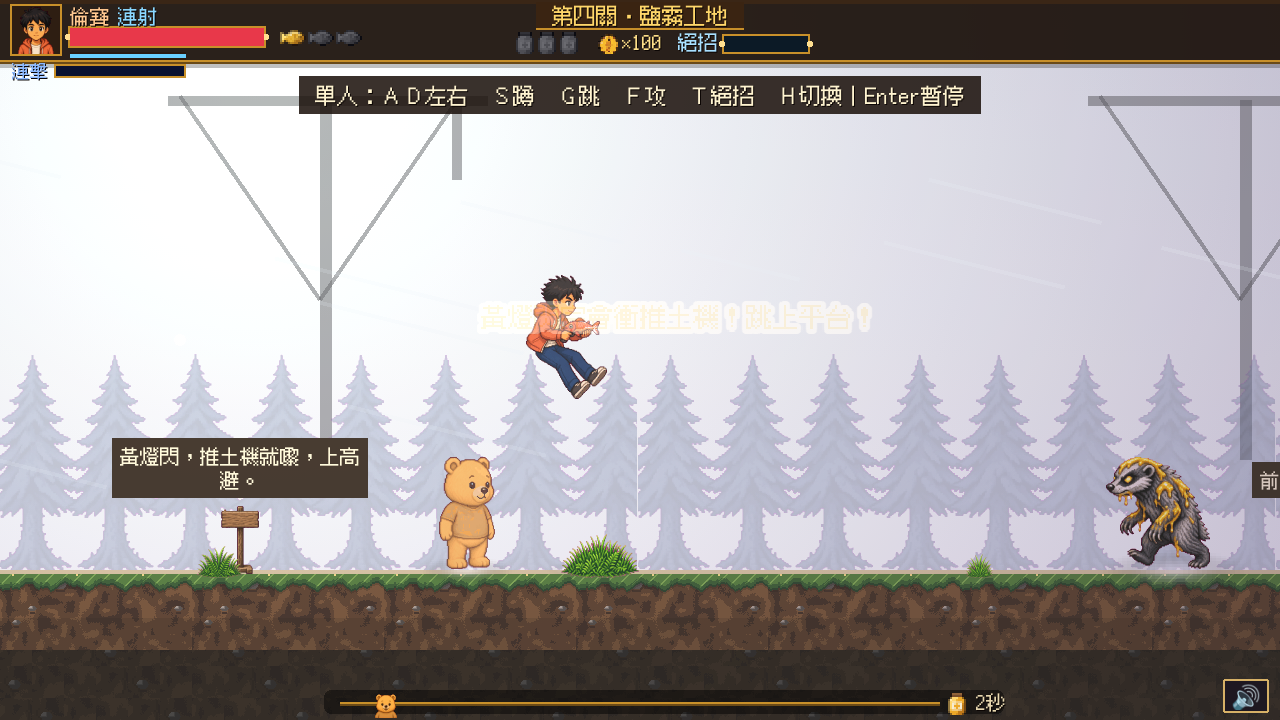 倫寶 連射
第四關·鹽霧工地
×100 絕招
連擊
單人：A D左右 S蹲 G跳 F攻 T絕招 H切換|Enter暫停
衝推土機！跳上平台！
黃燈閃，推土機就嚟，上高
避。
前
2秒